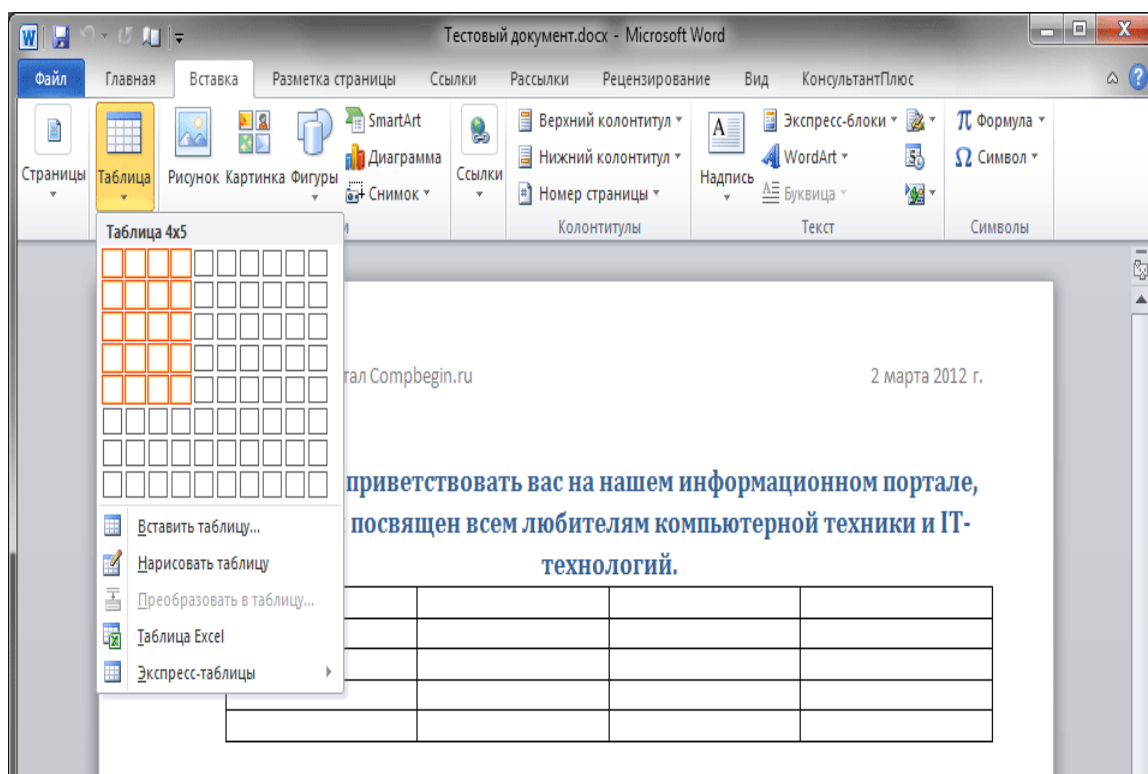 Тестовый документ.docx - Microsoft Word
Файл Главная Вставка Разметка страницы Ссылки Рассылки Рецензирование Вид КонсультантПлюс
Страницы
Таблица
Рисунок Картинка Фигуры
SmartArt
Диаграмма
Снимок
Ссылки
Верхний колонтитул
Нижний колонтитул
Номер страницы
Колонтитулы
Надпись
Экспресс-блоки
WordArt
Буквица
Текст
Формула
Символ
Символы
Таблица 4x5
Вставить таблицу...
Нарисовать таблицу
Преобразовать в таблицу...
Таблица Excel
Экспресс-таблицы
Compbegin.ru 2 марта 2012 г.
приветствовать вас на нашем информационном портале,
посвящен всем любителям компьютерной техники и IT-
технологий.